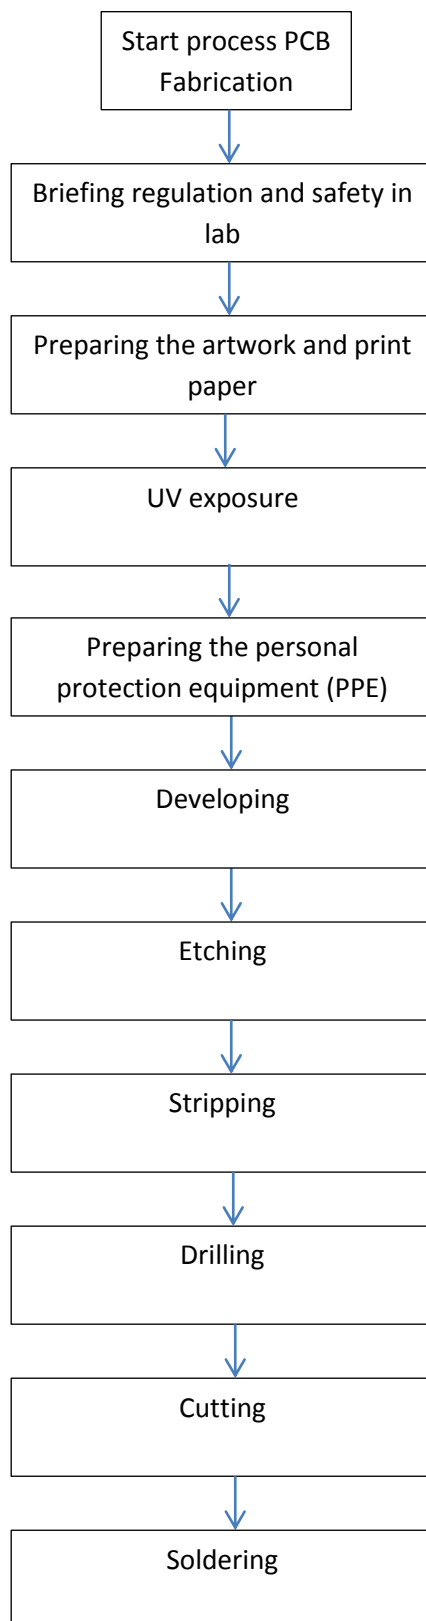 Start process PCB
Fabrication
Briefing regulation and safety in
lab
Preparing the artwork and print
paper
UV exposure
Preparing the personal
protection equipment (PPE)
Developing
Etching
Stripping
Drilling
Cutting
Soldering